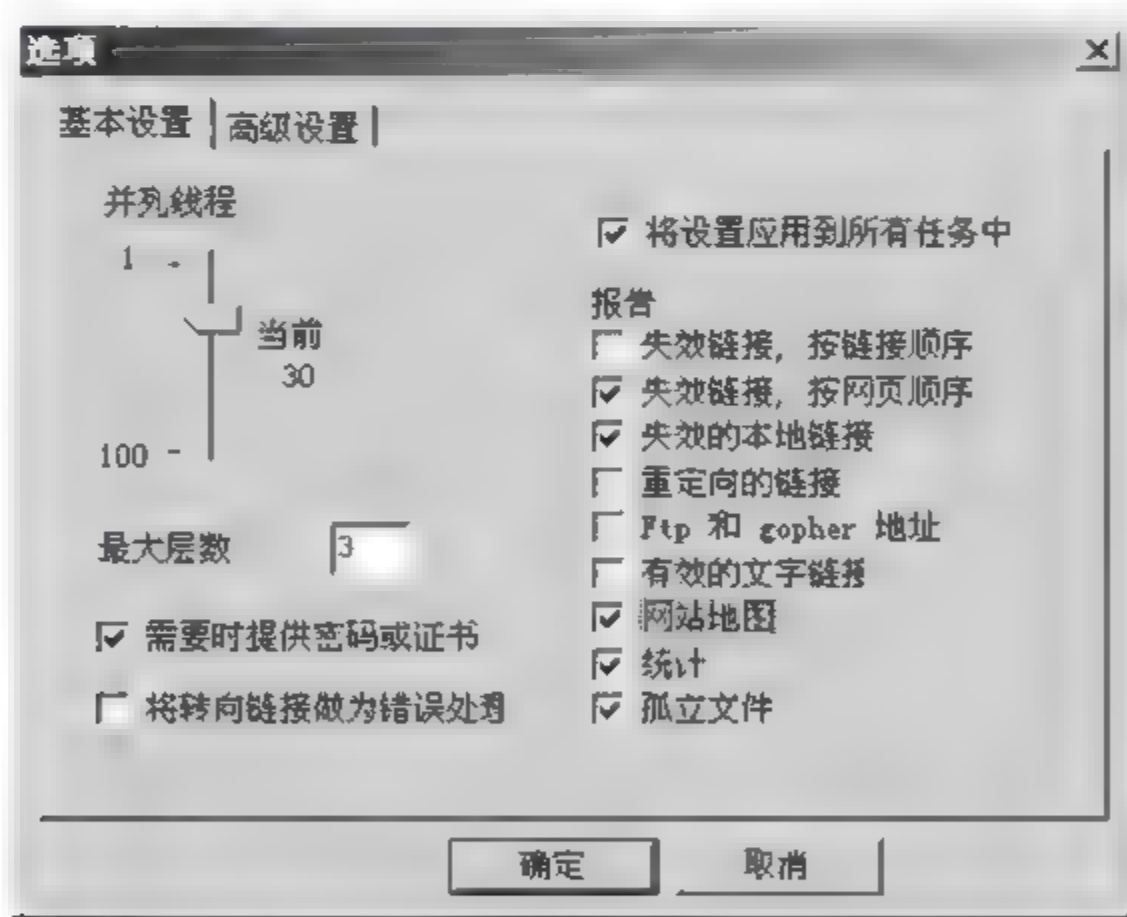 选项
基本设置
高级设置
并列线程
1
当前
30
100
最大层数
3
需要时提供密码或证书
将转向链接做为错误处理
将设置应用到所有任务中
报告
失效链接，按链接顺序
失效链接，按网页顺序
失效的本地链接
重定向的链接
Ftp 和 gopher 地址
有效的文字链接
网站地图
统计
孤立文件
确定
取消